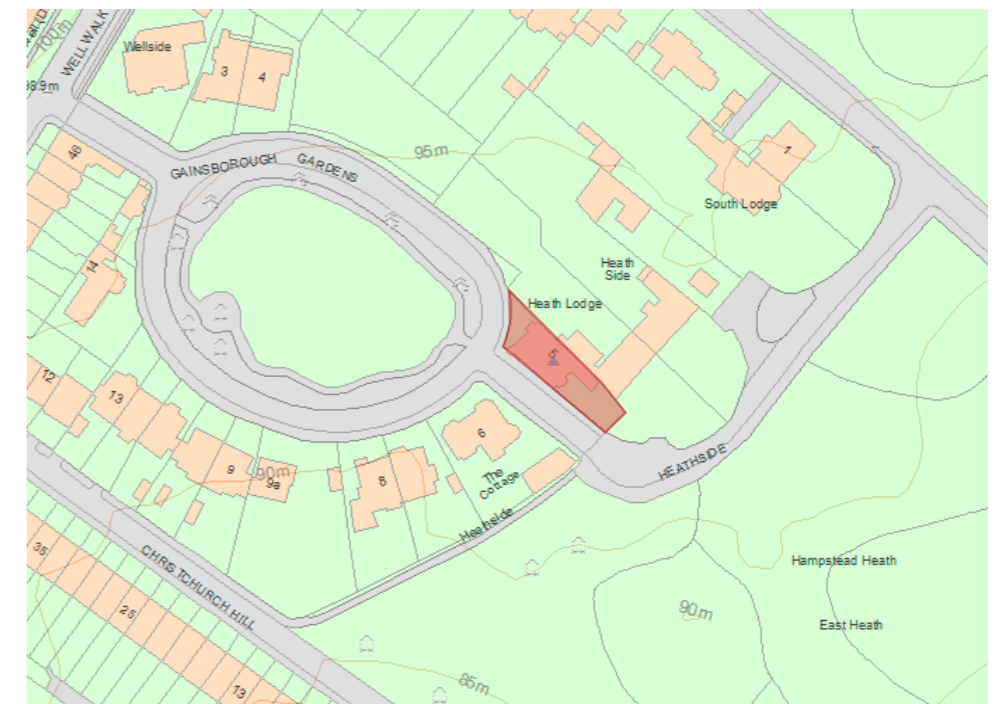 100m
WELL WALK
98.9m
Wellside
3
4
46
GAINSBOROUGH GARDENS
95m
1
South Lodge
14
Heath
Side
Heath Lodge
5
12
13
6
The
Cottage
9
90m
9a
8
HEATHSIDE
Heathside
35
CHRISTCHURCH HILL
25
13
Hampstead Heath
90m
East Heath
85m